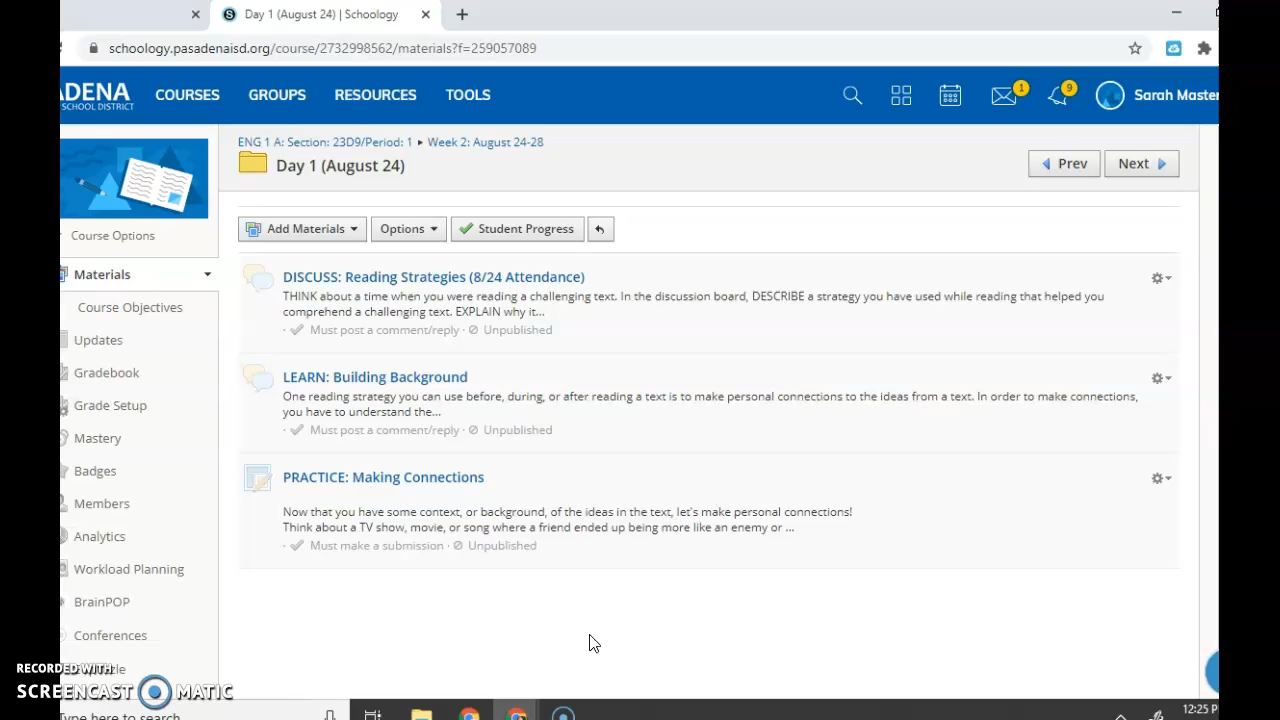 Day 1 (August 24) | Schoology
schoology.pasadenaisd.org/course/2732998562/materials?f=259057089
ADENA
SCHOOL DISTRICT
COURSES GROUPS RESOURCES TOOLS
1
9
Sarah Master
ENG 1 A: Section: 23D9/Period: 1 ▸ Week 2: August 24-28
Day 1 (August 24)
Prev
Next
Course Options
Add Materials
Options
Student Progress
Materials
Course Objectives
Updates
Gradebook
Grade Setup
Mastery
Badges
Members
Analytics
Workload Planning
BrainPOP
Conferences
DISCUSS: Reading Strategies (8/24 Attendance)
THINK about a time when you were reading a challenging text. In the discussion board, DESCRIBE a strategy you have used while reading that helped you
comprehend a challenging text. EXPLAIN why it...
· Must post a comment/reply · Unpublished
LEARN: Building Background
One reading strategy you can use before, during, or after reading a text is to make personal connections to the ideas from a text. In order to make connections,
you have to understand the...
· Must post a comment/reply · Unpublished
PRACTICE: Making Connections
Now that you have some context, or background, of the ideas in the text, let's make personal connections!
Think about a TV show, movie, or song where a friend ended up being more like an enemy or ...
· Must make a submission · Unpublished
RECORDED WITH
SCREENCAST MATIC
Type here to search
12:25 P